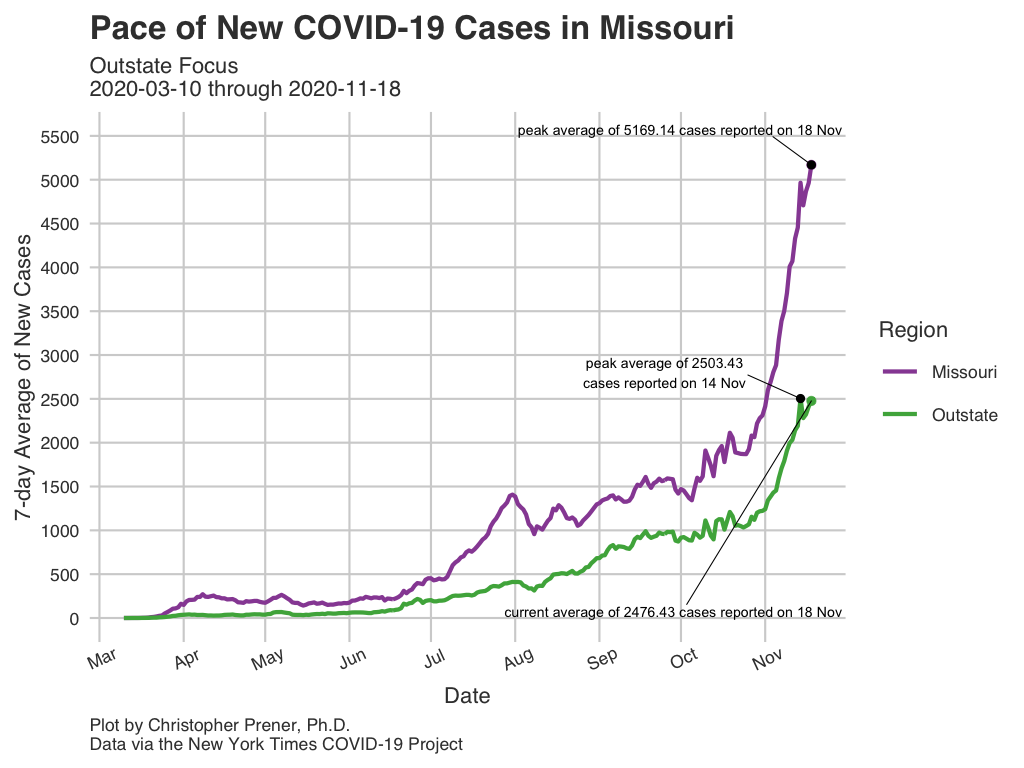 Pace of New COVID-19 Cases in Missouri
Outstate Focus
2020-03-10 through 2020-11-18
peak average of 5169.14 cases reported on 18 Nov
5500
5000
4500
4000
3500
3000
2500
2000
1500
1000
500
0
7-day Average of New Cases
peak average of 2503.43
cases reported on 14 Nov
current average of 2476.43 cases reported on 18 Nov
Region
Missouri
Outstate
Mar Apr May Jun Jul Aug Sep Oct Nov
Date
Plot by Christopher Prener, Ph.D.
Data via the New York Times COVID-19 Project